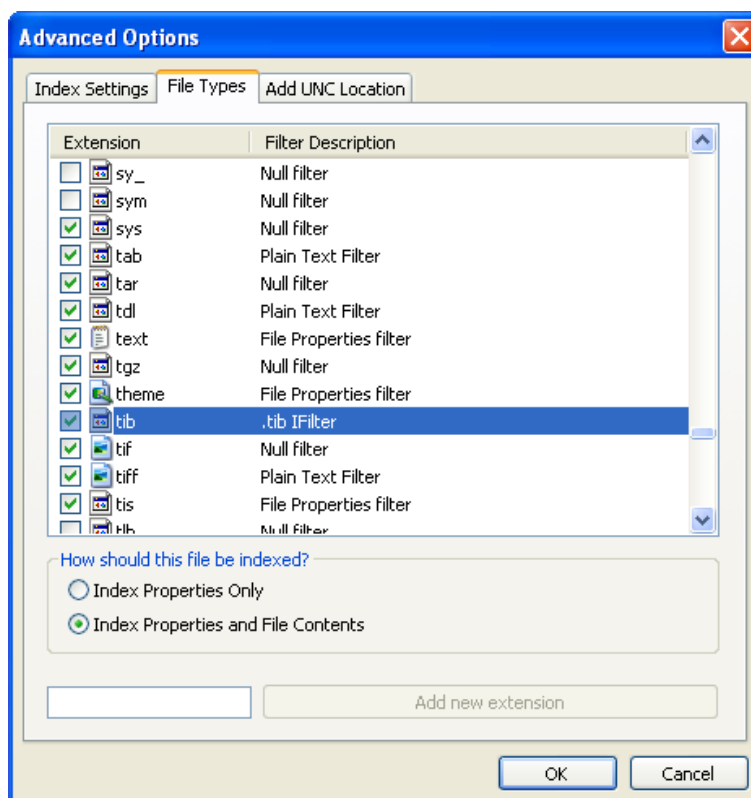 Advanced Options
Index Settings File Types Add UNC Location
Extension Filter Description
sy_ Null filter
sym Null filter
sys Null filter
tab Plain Text Filter
tar Null filter
tdl Plain Text Filter
text File Properties filter
tgz Null filter
theme File Properties filter
tib .tib IFilter
tif Null filter
tiff Plain Text Filter
tis File Properties filter
tlb Null filter
How should this file be indexed?
Index Properties Only
Index Properties and File Contents
Add new extension
OK Cancel